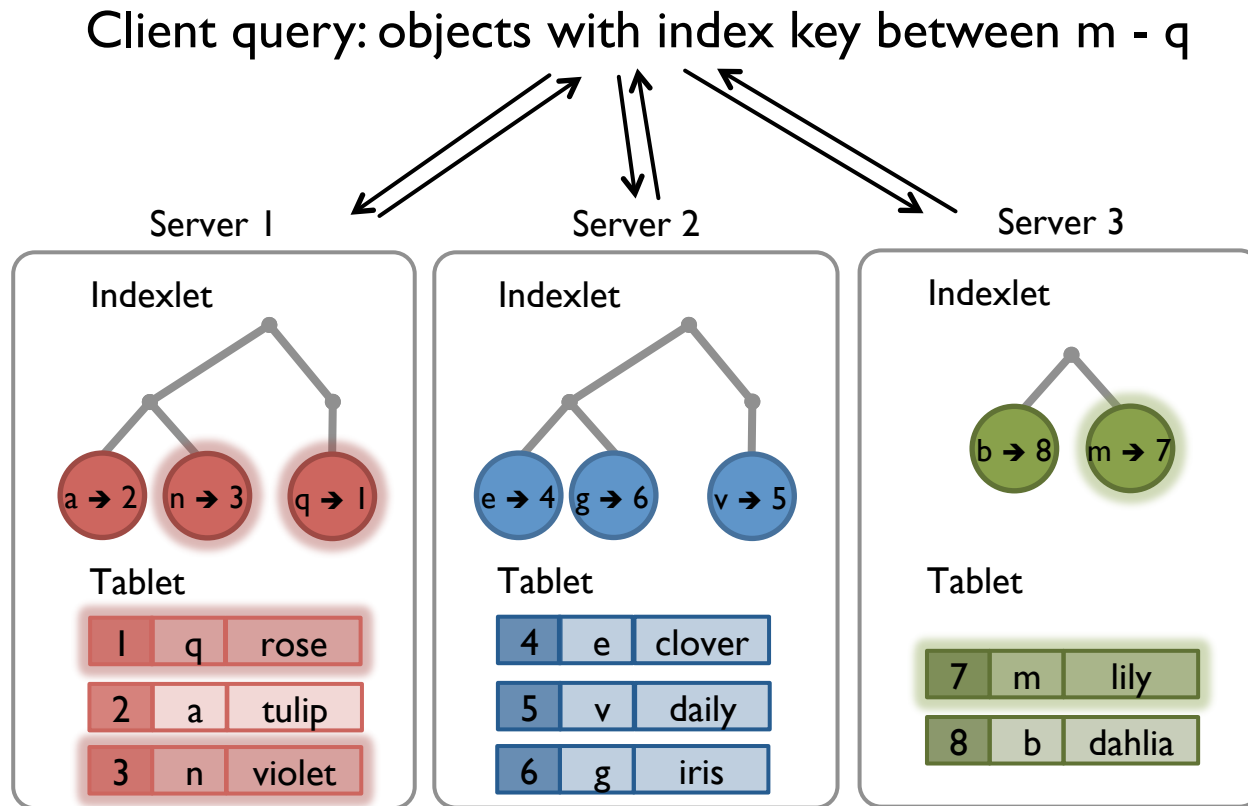 Client query: objects with index key between m - q
Server 1
Server 2
Server 3
Indexlet
Indexlet
Indexlet
a → 2
n → 3
q → 1
e → 4
g → 6
v → 5
b → 8
m → 7
Tablet
Tablet
Tablet
1 q rose
2 a tulip
3 n violet
4 e clover
5 v daily
6 g iris
7 m lily
8 b dahlia